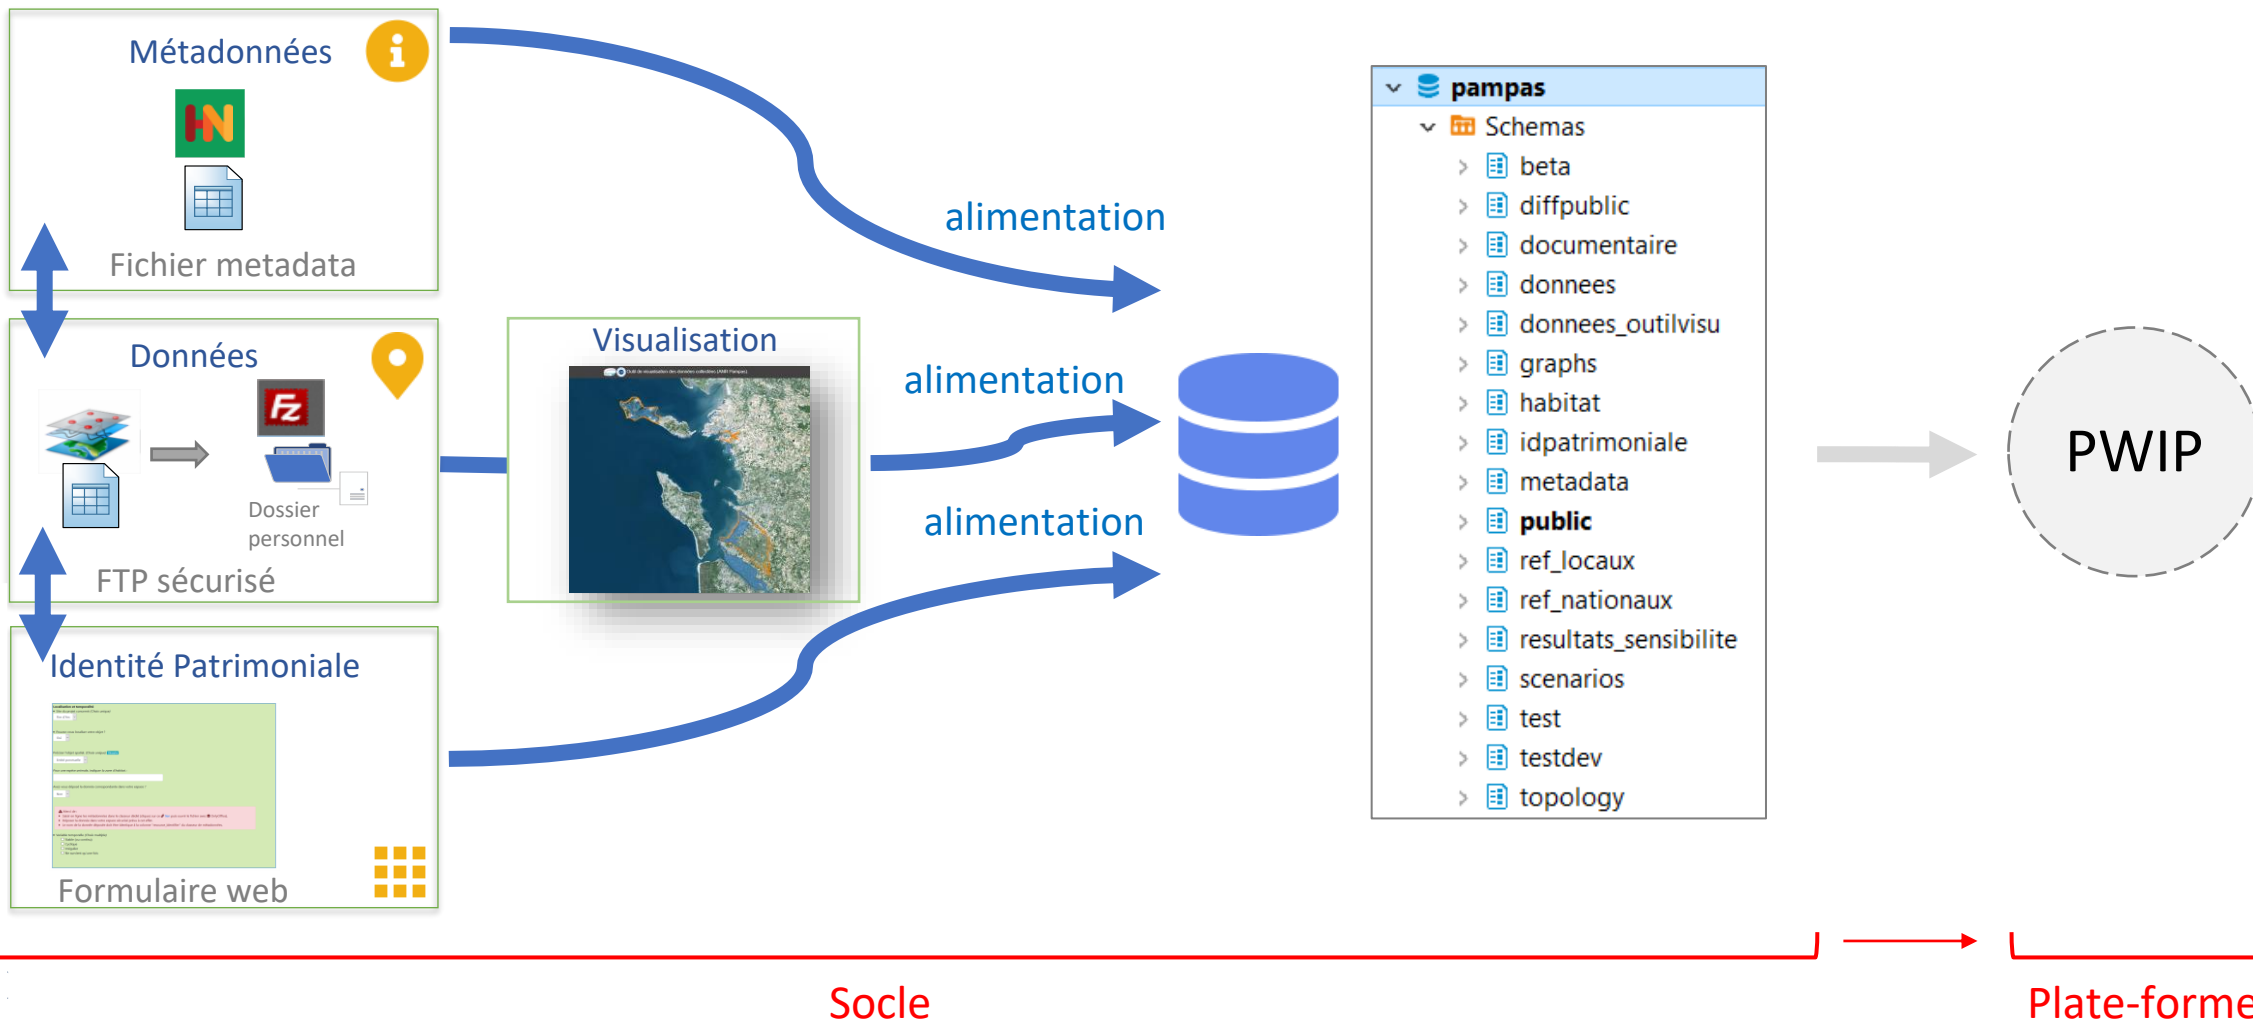 Métadonnées
HN
Fichier metadata
Données
Fz
Dossier
personnel
FTP sécurisé
Identité Patrimoniale
Formulaire web
Visualisation
alimentation
alimentation
alimentation
pampas
Schemas
beta
diffpublic
documentaire
donnees
donnees_outilvisu
graphs
habitat
idpatrimoniale
metadata
public
ref_locaux
ref_nationaux
resultats_sensibilite
scenarios
test
testdev
topology
PWIP
Socle
Plate-forme